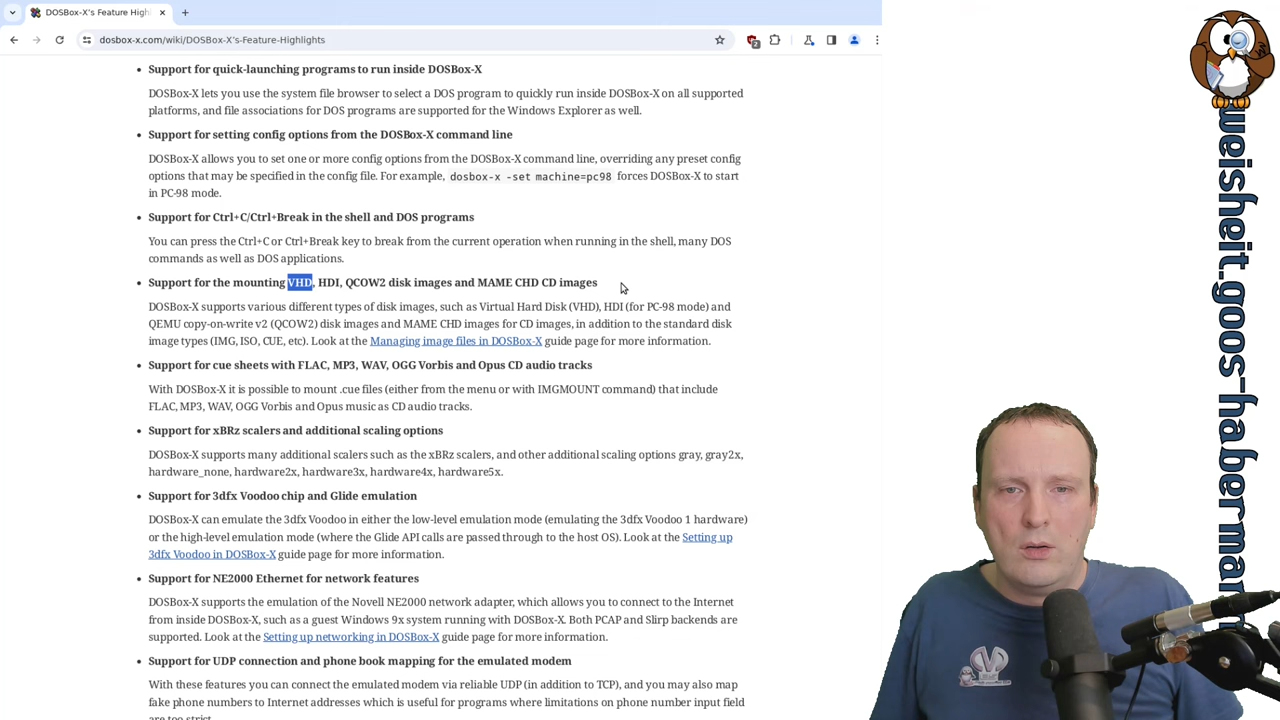 DOSBox-X's Feature High
dosbox-x.com/wiki/DOSBox-X's-Feature-Highlights
2
• Support for quick-launching programs to run inside DOSBox-X
DOSBox-X lets you use the system file browser to select a DOS program to quickly run inside DOSBox-X on all supported
platforms, and file associations for DOS programs are supported for the Windows Explorer as well.
• Support for setting config options from the DOSBox-X command line
DOSBox-X allows you to set one or more config options from the DOSBox-X command line, overriding any preset config
options that may be specified in the config file. For example, dosbox-x -set machine=pc98 forces DOSBox-X to start
in PC-98 mode.
• Support for Ctrl+C/Ctrl+Break in the shell and DOS programs
You can press the Ctrl+C or Ctrl+Break key to break from the current operation when running in the shell, many DOS
commands as well as DOS applications.
• Support for the mounting VHD, HDI, QCOW2 disk images and MAME CHD CD images
DOSBox-X supports various different types of disk images, such as Virtual Hard Disk (VHD), HDI (for PC-98 mode) and
QEMU copy-on-write v2 (QCOW2) disk images and MAME CHD images for CD images, in addition to the standard disk
image types (IMG, ISO, CUE, etc). Look at the Managing image files in DOSBox-X guide page for more information.
• Support for cue sheets with FLAC, MP3, WAV, OGG Vorbis and Opus CD audio tracks
With DOSBox-X it is possible to mount .cue files (either from the menu or with IMGMOUNT command) that include
FLAC, MP3, WAV, OGG Vorbis and Opus music as CD audio tracks.
• Support for xBRz scalers and additional scaling options
DOSBox-X supports many additional scalers such as the xBRz scalers, and other additional scaling options gray, gray2x,
hardware_none, hardware2x, hardware3x, hardware4x, hardware5x.
• Support for 3dfx Voodoo chip and Glide emulation
DOSBox-X can emulate the 3dfx Voodoo in either the low-level emulation mode (emulating the 3dfx Voodoo 1 hardware)
or the high-level emulation mode (where the Glide API calls are passed through to the host OS). Look at the Setting up
3dfx Voodoo in DOSBox-X guide page for more information.
• Support for NE2000 Ethernet for network features
DOSBox-X supports the emulation of the Novell NE2000 network adapter, which allows you to connect to the Internet
from inside DOSBox-X, such as a guest Windows 9x system running with DOSBox-X. Both PCAP and Slirp backends are
supported. Look at the Setting up networking in DOSBox-X guide page for more information.
• Support for UDP connection and phone book mapping for the emulated modem
With these features you can connect the emulated modem via reliable UDP (in addition to TCP), and you may also map
fake phone numbers to Internet addresses which is useful for programs where limitations on phone number input field
are too strict.
weisheit.goos-habermann